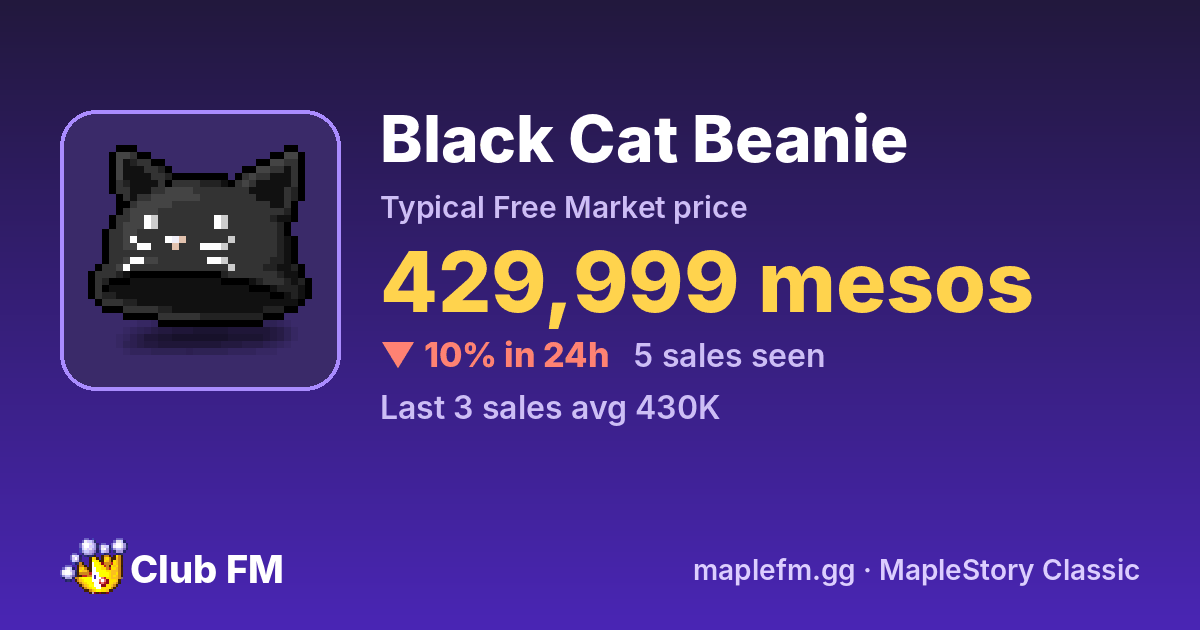 Black Cat Beanie
Typical Free Market price
429,999 mesos
▼ 10% in 24h 5 sales seen
Last 3 sales avg 430K
Club FM
maplefm.gg · MapleStory Classic